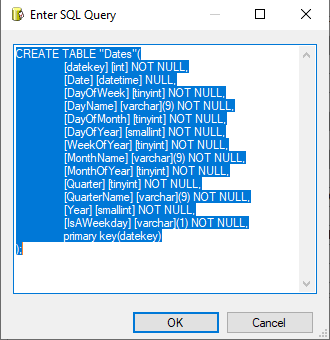 Enter SQL Query
CREATE TABLE "Dates"(
[datekey] [int] NOT NULL,
[Date] [datetime] NULL,
[DayOfWeek] [tinyint] NOT NULL,
[DayName] [varchar](9) NOT NULL,
[DayOfMonth] [tinyint] NOT NULL,
[DayOfYear] [smallint] NOT NULL,
[WeekOfYear] [tinyint] NOT NULL,
[MonthName] [varchar](9) NOT NULL,
[MonthOfYear] [tinyint] NOT NULL,
[Quarter] [tinyint] NOT NULL,
[QuarterName] [varchar](9) NOT NULL,
[Year] [smallint] NOT NULL,
[IsAWeekday] [varchar](1) NOT NULL,
primary key(datekey)
);
OK
Cancel